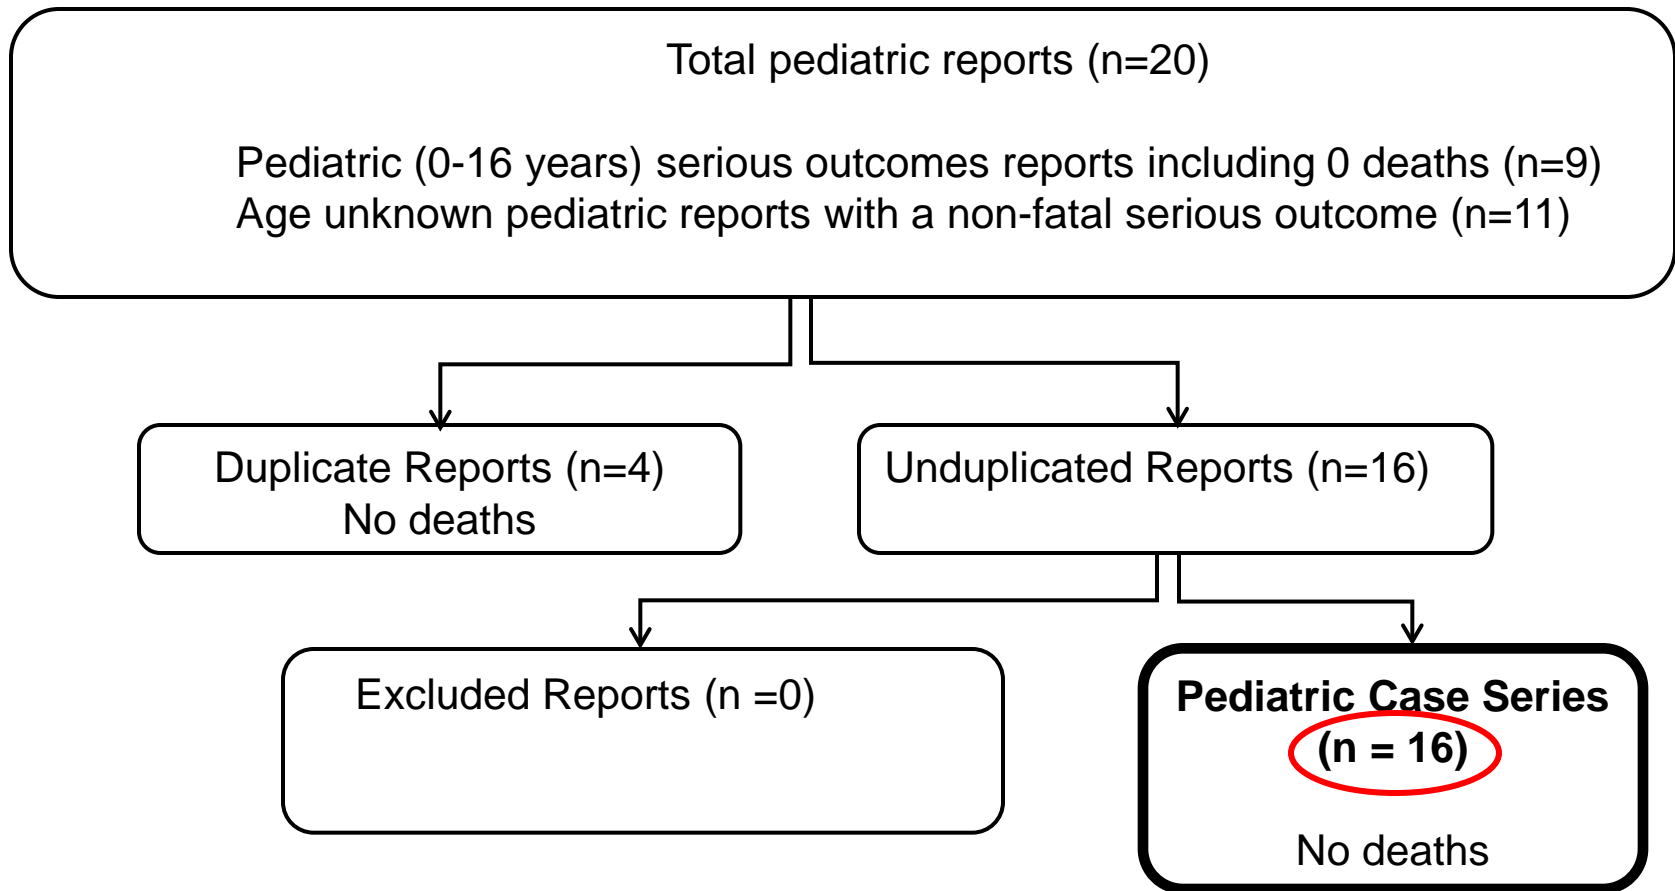 Total pediatric reports (n=20)
Pediatric (0-16 years) serious outcomes reports including 0 deaths (n=9)
Age unknown pediatric reports with a non-fatal serious outcome (n=11)
Duplicate Reports (n=4)
No deaths
Unduplicated Reports (n=16)
Excluded Reports (n =0)
Pediatric Case Series
(n = 16)
No deaths